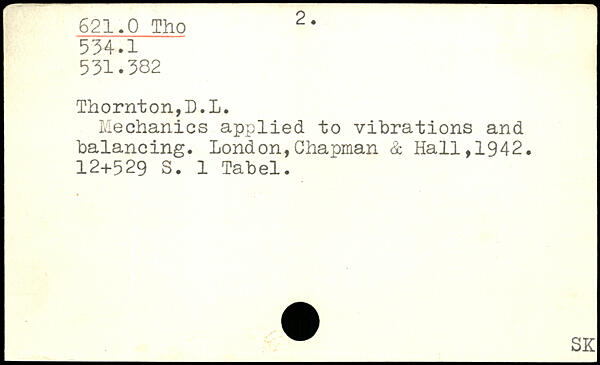 621.0 Tho 2.
534.1
531.382
Thornton,D.L.
Mechanics applied to vibrations and
balancing. London,Chapman & Hall,1942.
12+529 S. 1 Tabel.
SK